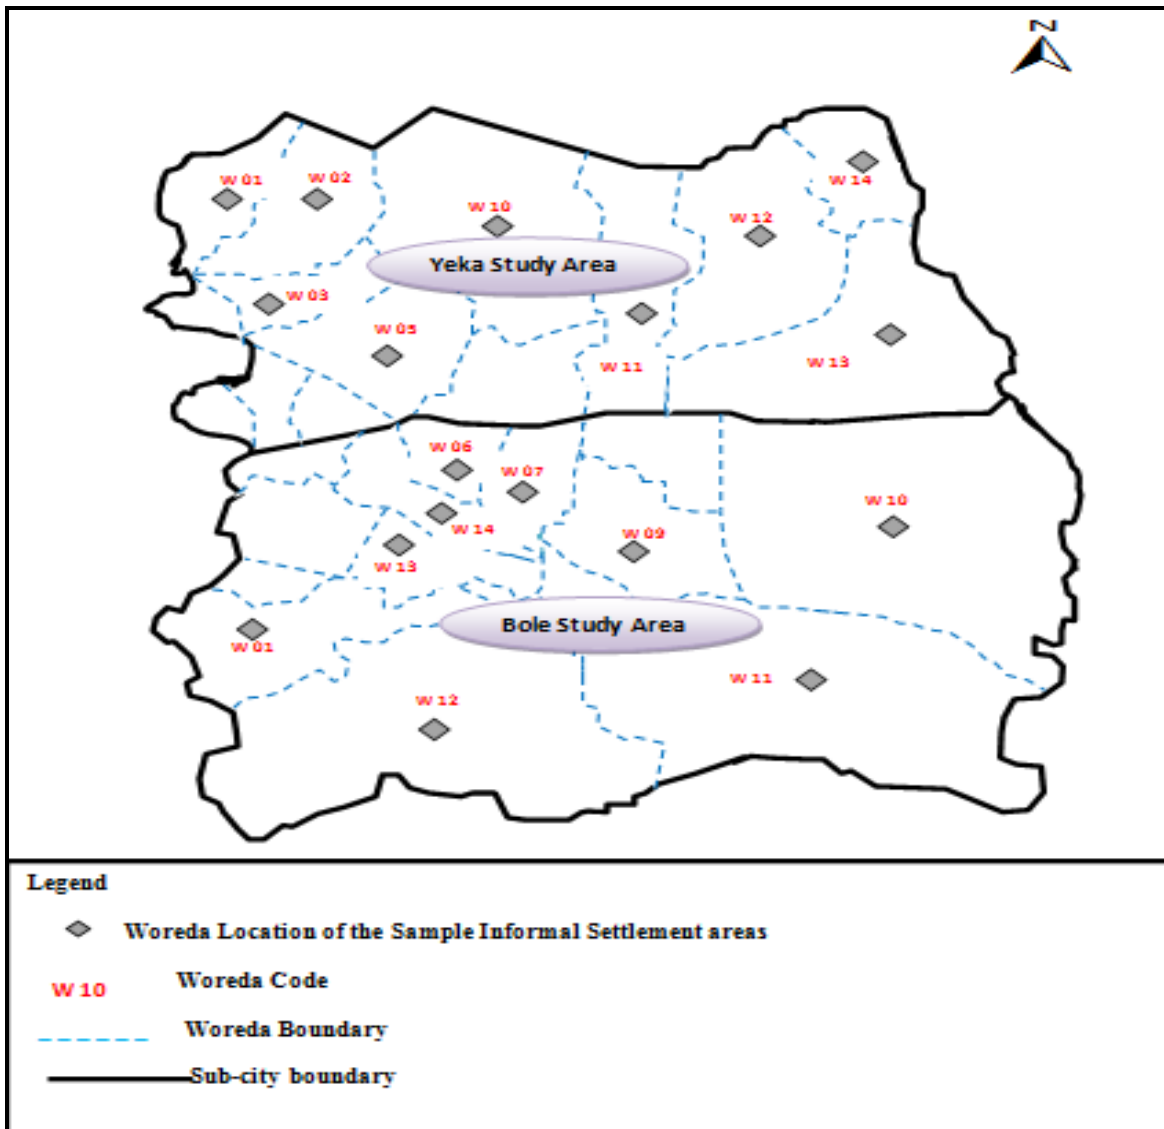 N
W 01
W 02
W 14
W 10
W 12
Yeka Study Area
W 03
W 05
W 11
W 13
W 06
W 07
W 10
W 14
W 09
W 13
Bole Study Area
W 01
W 11
W 12
Legend
Woreda Location of the Sample Informal Settlement areas
W 10 Woreda Code
Woreda Boundary
Sub-city boundary